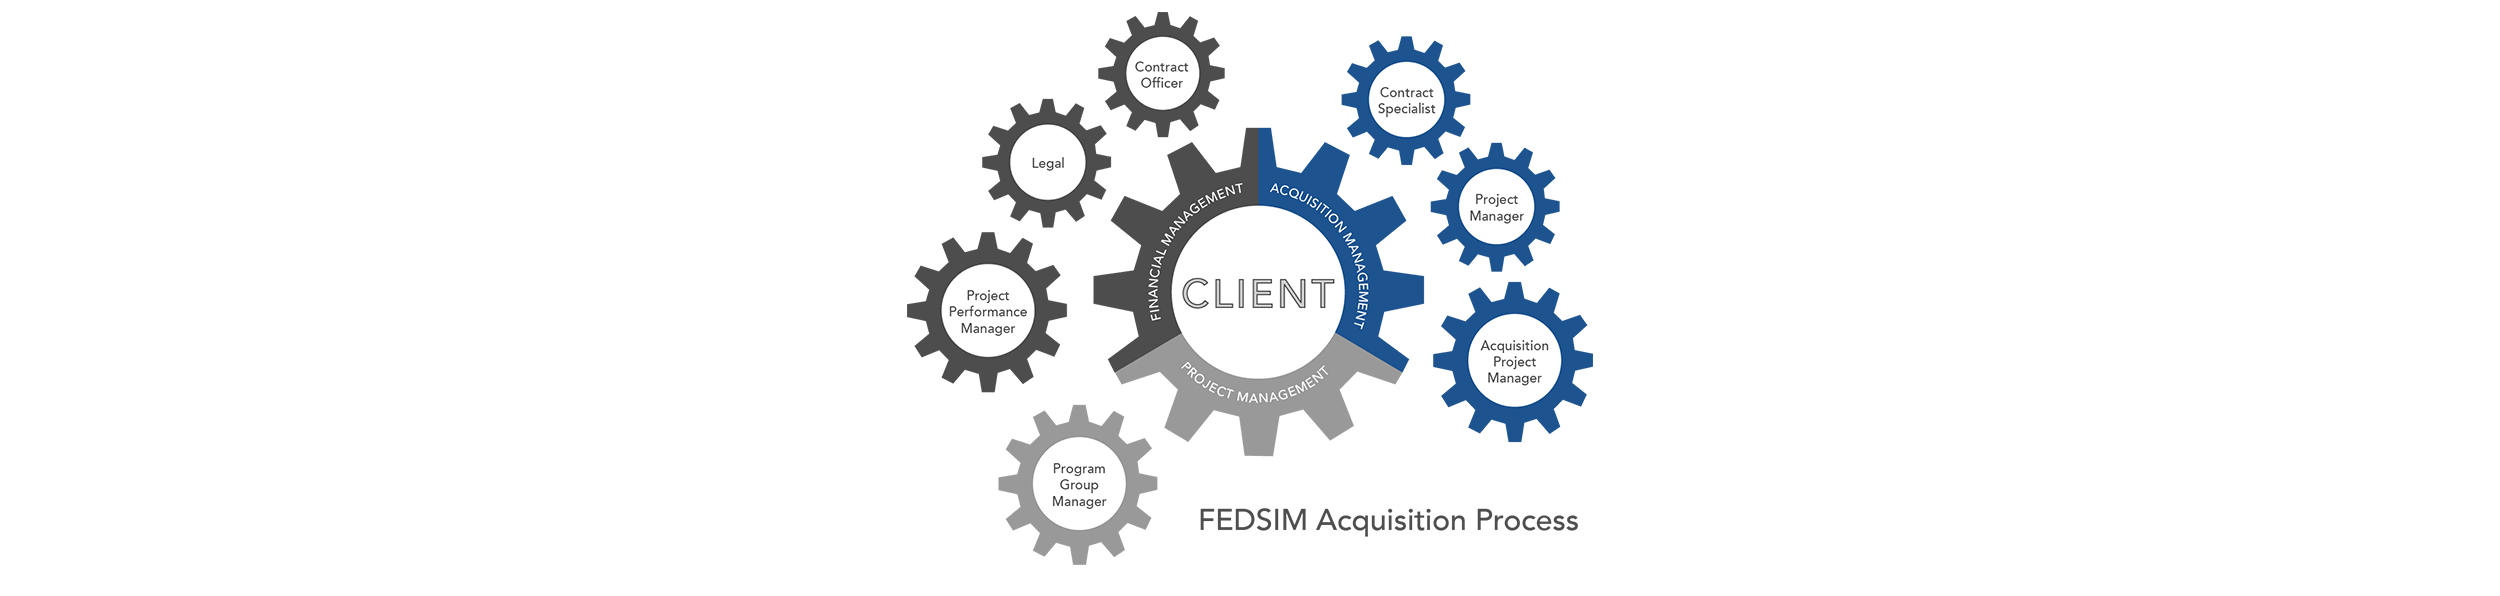 Contract
Officer
Contract
Specialist
Legal
Project
Manager
FINANCIAL MANAGEMENT
ACQUISITION MANAGEMENT
CLIENT
Project
Performance
Manager
Acquisition
Project
Manager
PROJECT MANAGEMENT
Program
Group
Manager
FEDSIM Acquisition Process